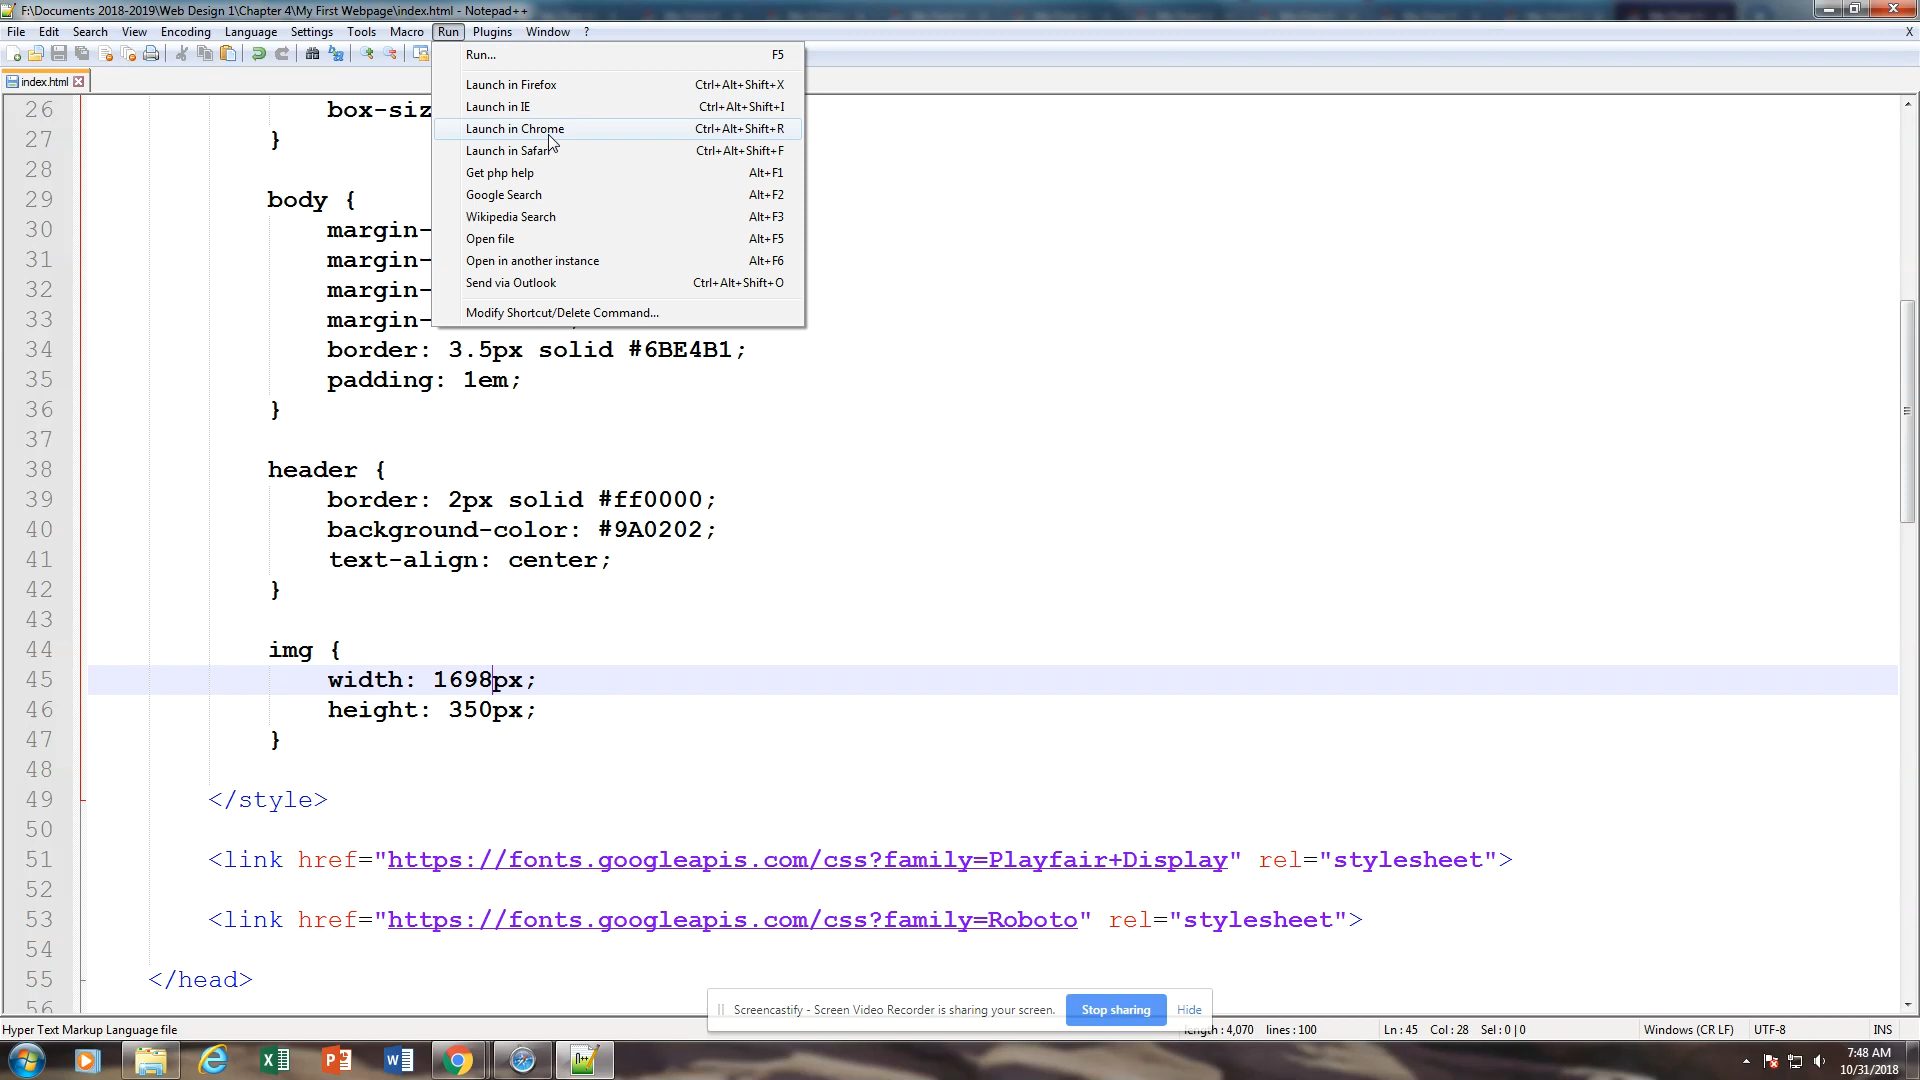 F:\Documents 2018-2019\Web Design 1\Chapter 4\My First Webpage\index.html - Notepad++
File Edit Search View Encoding Language Settings Tools Macro Run Plugins Window ? X
index.html
Run... F5
Launch in Firefox Ctrl+Alt+Shift+X
Launch in IE Ctrl+Alt+Shift+I
Launch in Chrome Ctrl+Alt+Shift+R
Launch in Safari Ctrl+Alt+Shift+F
Get php help Alt+F1
Google Search Alt+F2
Wikipedia Search Alt+F3
Open file Alt+F5
Open in another instance Alt+F6
Send via Outlook Ctrl+Alt+Shift+O
Modify Shortcut/Delete Command...
26 box-siz
27 }
28
29 body {
30 margin-
31 margin-
32 margin-
33 margin-
34 border: 3.5px solid #6BE4B1;
35 padding: 1em;
36 }
37
38 header {
39 border: 2px solid #ff0000;
40 background-color: #9A0202;
41 text-align: center;
42 }
43
44 img {
45 width: 1698px;
46 height: 350px;
47 }
48
49 </style>
50
51 <link href="https://fonts.googleapis.com/css?family=Playfair+Display" rel="stylesheet">
52
53 <link href="https://fonts.googleapis.com/css?family=Roboto" rel="stylesheet">
54
55 </head>
56
Screencastify - Screen Video Recorder is sharing your screen. Stop sharing Hide
Hyper Text Markup Language file length : 4,070 lines : 100 Ln : 45 Col : 28 Sel : 0 | 0 Windows (CR LF) UTF-8 INS
7:48 AM
10/31/2018